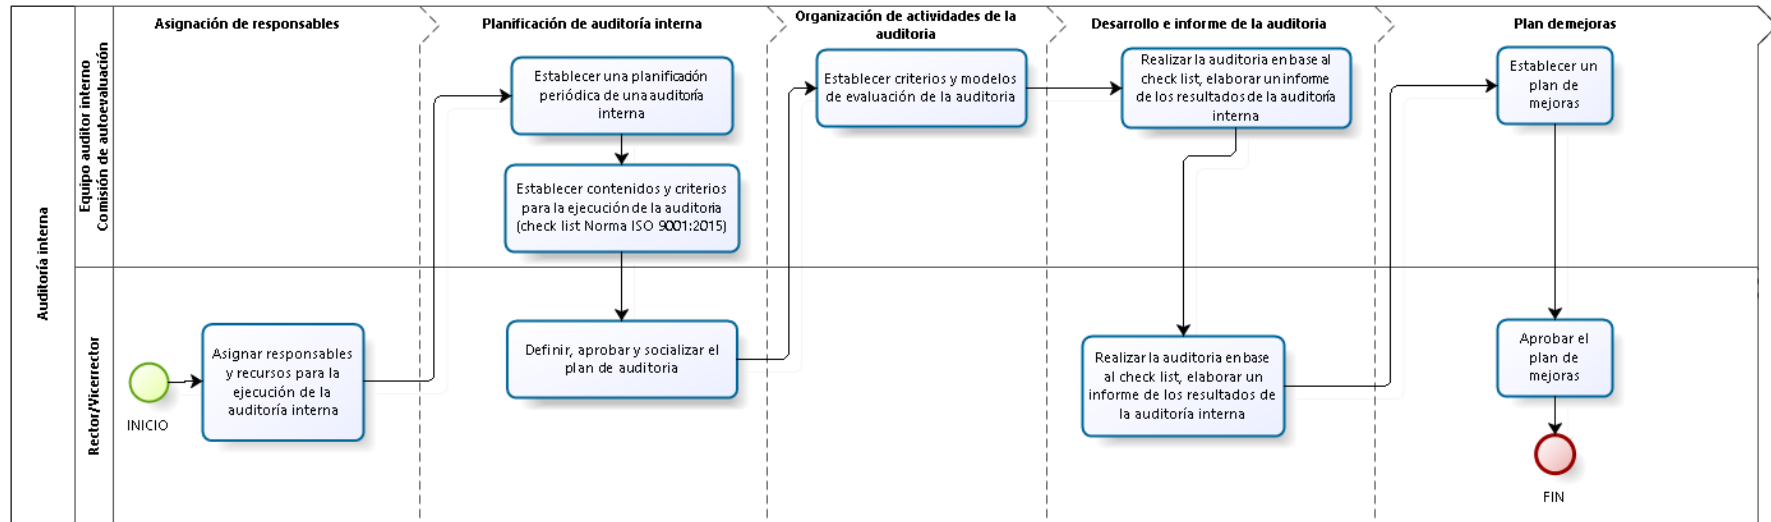 Auditoría interna
Equipo auditor interno
Comisión de autoevaluación
Rector/Vicerrector
Asignación de responsables
Planificación de auditoría interna
Organización de actividades de la
auditoria
Desarrollo e informe de la auditoria
Plan de mejoras
INICIO
Asignar responsables
y recursos para la
ejecución de la
auditoría interna
Establecer una planificación
periódica de una auditoría
interna
Establecer contenidos y criterios
para la ejecución de la auditoria
(check list Norma ISO 9001:2015)
Definir, aprobar y socializar el
plan de auditoria
Establecer criterios y modelos
de evaluación de la auditoria
Realizar la auditoria en base al
check list, elaborar un informe
de los resultados de la auditoría
interna
Realizar la auditoria en base
al check list, elaborar un
informe de los resultados de
la auditoría interna
Establecer un
plan de
mejoras
Aprobar el
plan de
mejoras
FIN